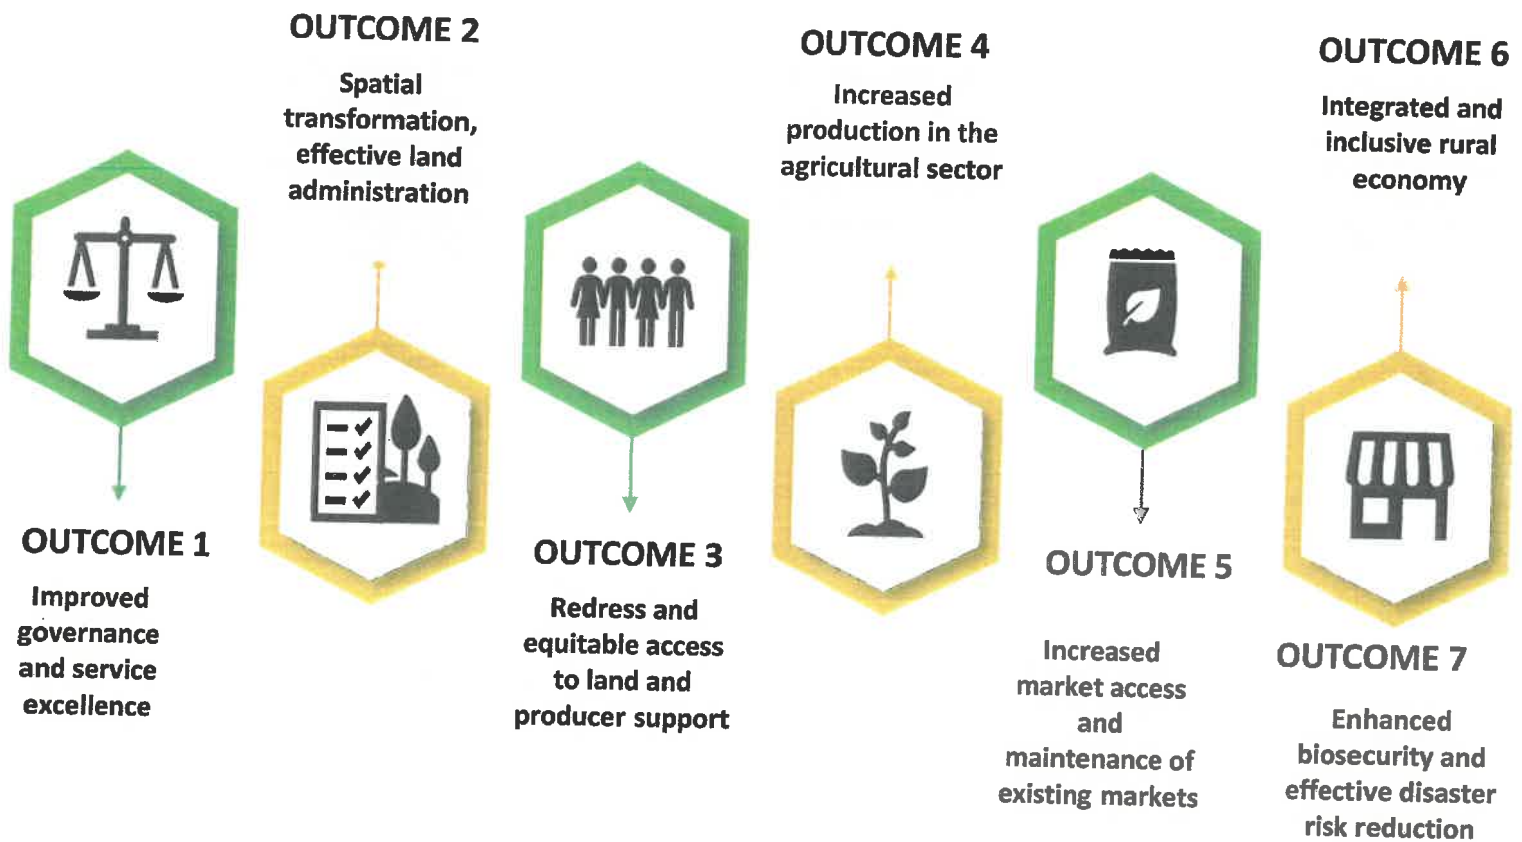 OUTCOME 1
Improved
governance
and service
excellence
OUTCOME 2
Spatial
transformation,
effective land
administration
OUTCOME 3
Redress and
equitable access
to land and
producer support
OUTCOME 4
Increased
production in the
agricultural sector
OUTCOME 5
Increased
market access
and
maintenance of
existing markets
OUTCOME 6
Integrated and
inclusive rural
economy
OUTCOME 7
Enhanced
biosecurity and
effective disaster
risk reduction